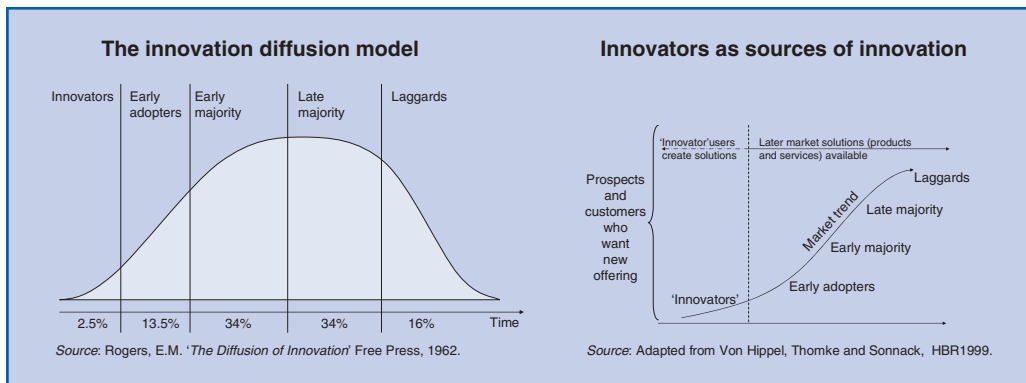 The innovation diffusion model
Innovators
Early
adopters
Early
majority
Late
majority
Laggards
2.5%
13.5%
34%
34%
16%
Time
Source: Rogers, E.M. ‘The Diffusion of Innovation’ Free Press, 1962.
Innovators as sources of innovation
‘Innovator’users
create solutions
Later market solutions (products
and services) available
Prospects
and
customers
who
want
new
offering
Laggards
Late majority
Market trend
Early majority
Early adopters
‘Innovators’
Source: Adapted from Von Hippel, Thomke and Sonnack, HBR1999.